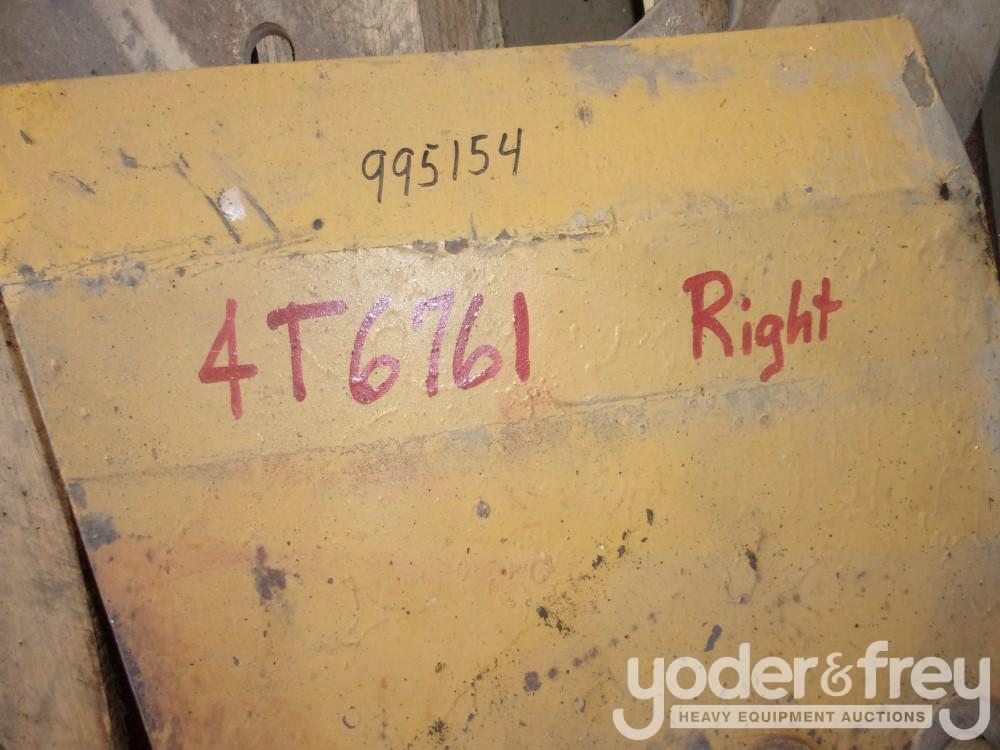 995154
4T6761 Right
yoder&frey
HEAVY EQUIPMENT AUCTIONS